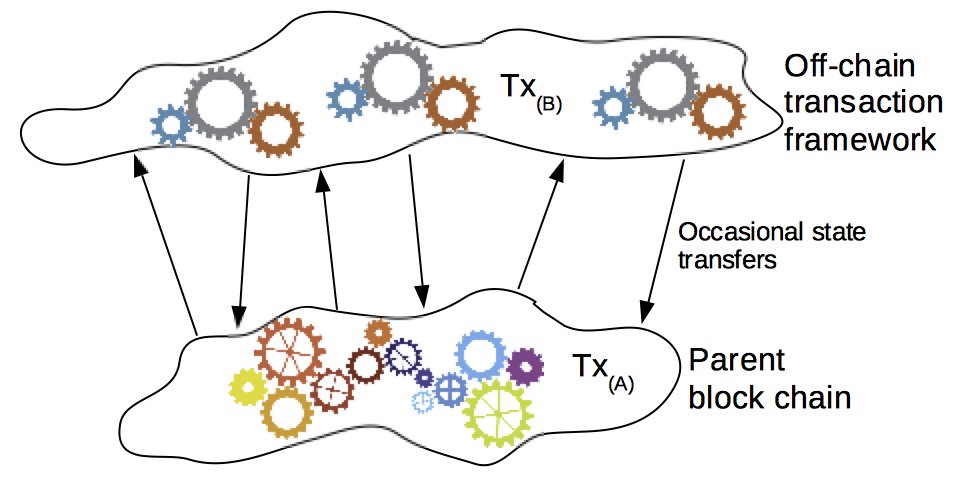 Tx(B)
Off-chain
transaction
framework
Occasional state
transfers
Tx(A)
Parent
block chain